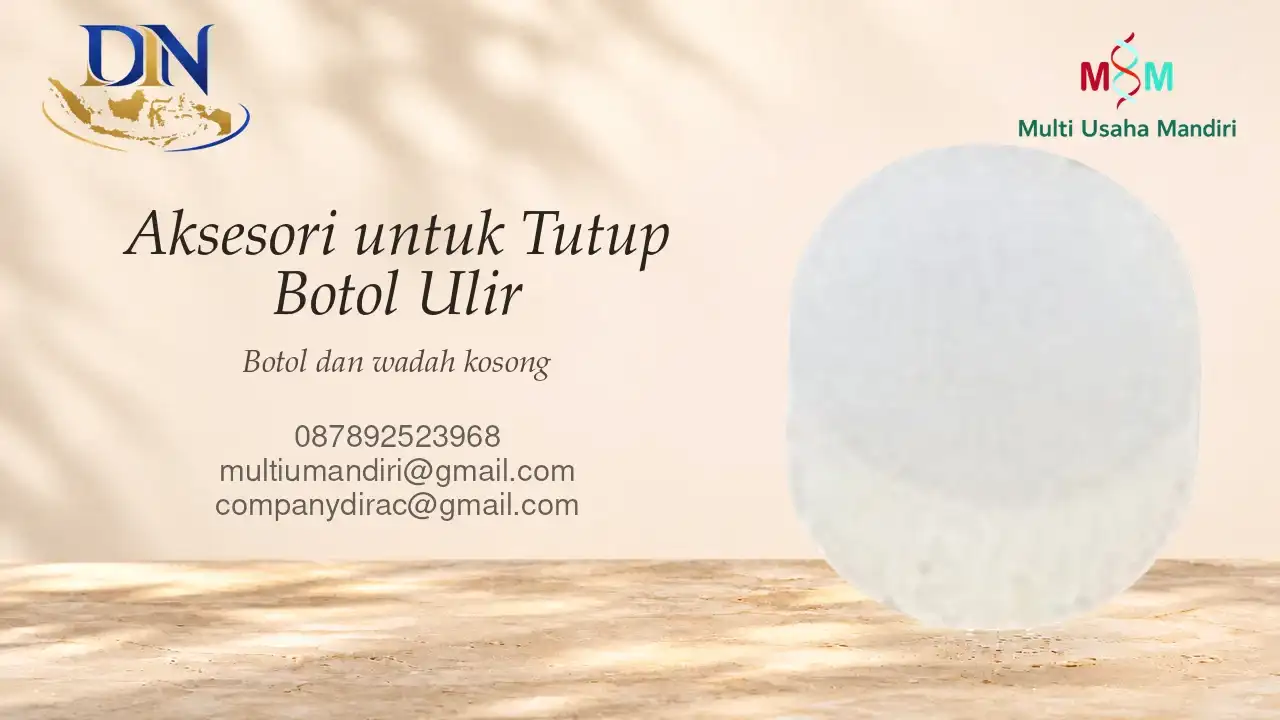 DIN
MSM
Multi Usaha Mandiri
Aksesori untuk Tutup
Botol Ulir
Botol dan wadah kosong
087892523968
multiumandiri@gmail.com
companydirac@gmail.com